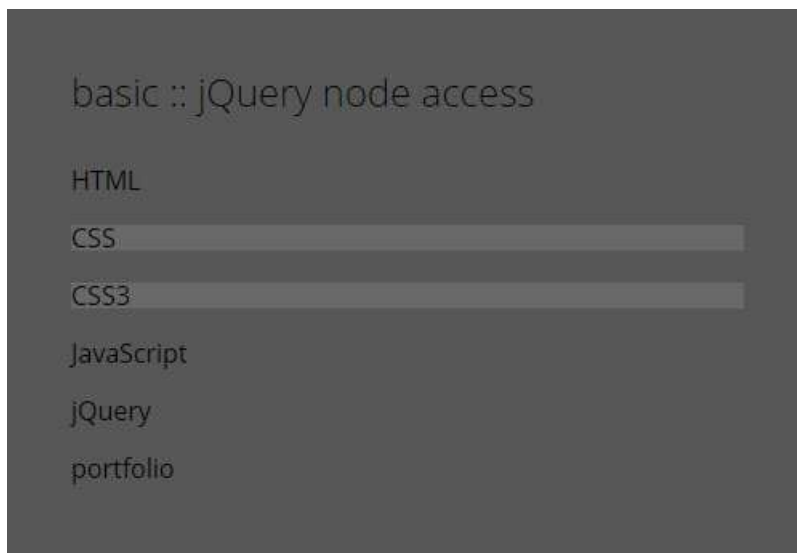 basic :: jQuery node access
HTML
CSS
CSS3
JavaScript
jQuery
portfolio